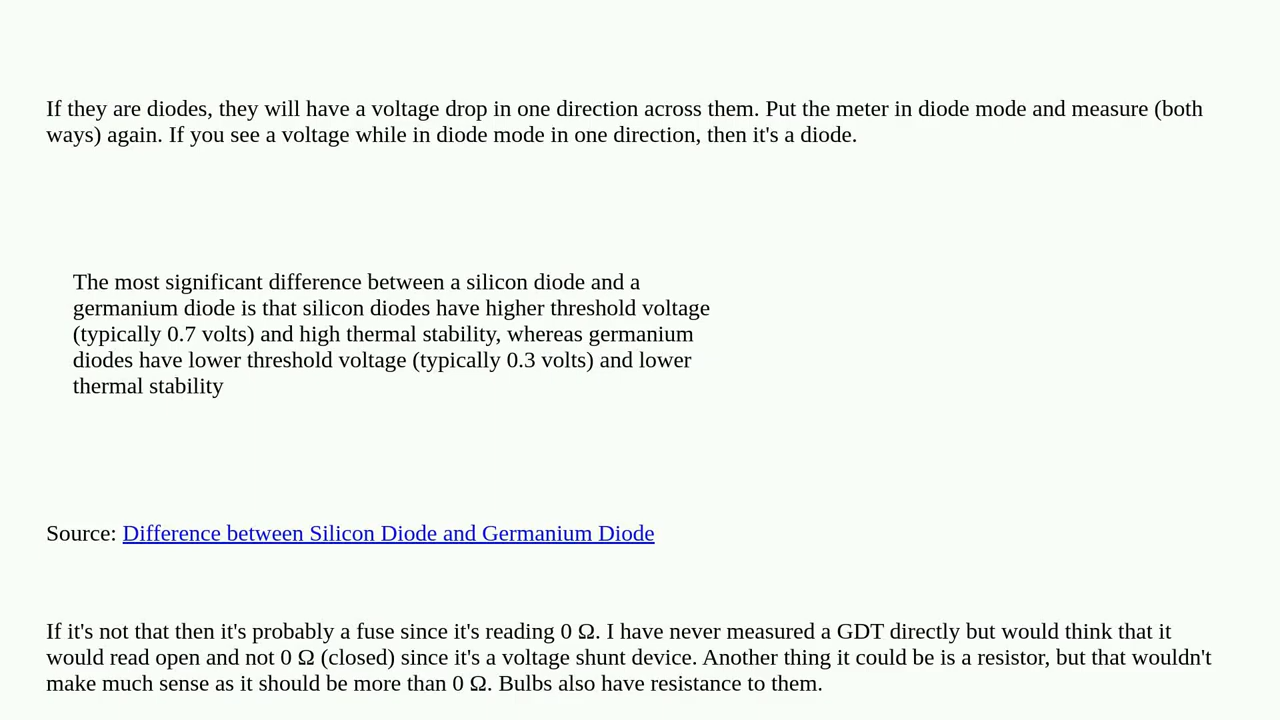 If they are diodes, they will have a voltage drop in one direction across them. Put the meter in diode mode and measure (both
ways) again. If you see a voltage while in diode mode in one direction, then it's a diode.
The most significant difference between a silicon diode and a
germanium diode is that silicon diodes have higher threshold voltage
(typically 0.7 volts) and high thermal stability, whereas germanium
diodes have lower threshold voltage (typically 0.3 volts) and lower
thermal stability
Source: Difference between Silicon Diode and Germanium Diode
If it's not that then it's probably a fuse since it's reading 0 Ω. I have never measured a GDT directly but would think that it
would read open and not 0 Ω (closed) since it's a voltage shunt device. Another thing it could be is a resistor, but that wouldn't
make much sense as it should be more than 0 Ω. Bulbs also have resistance to them.